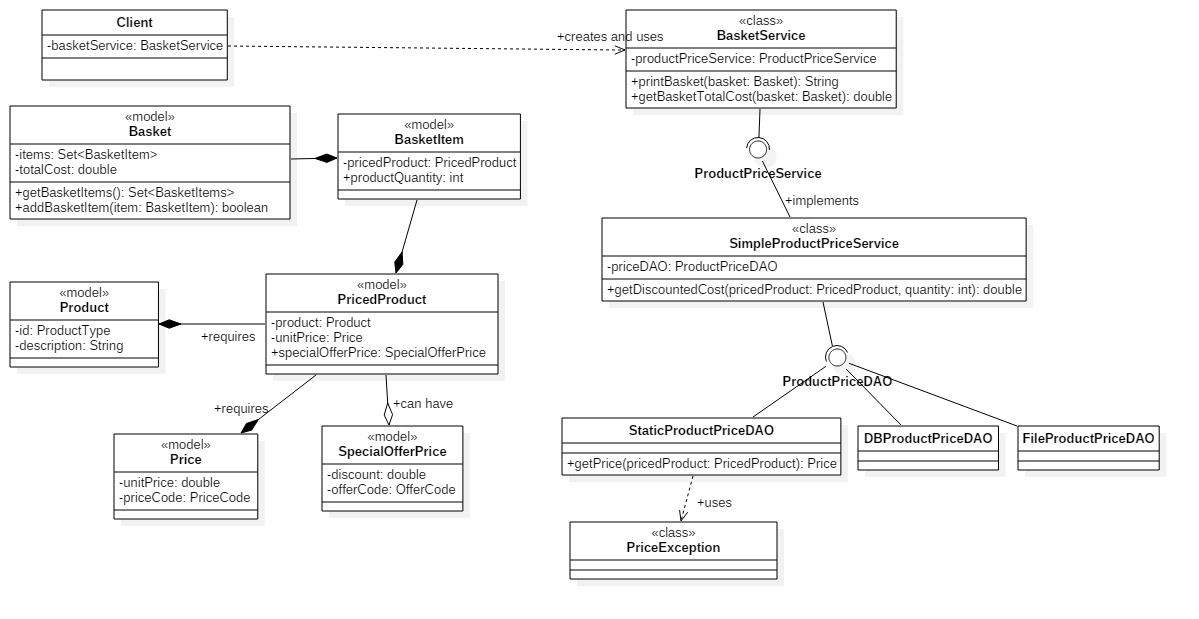 Client
-basketService: BasketService
+creates and uses
«class»
BasketService
-productPriceService: ProductPriceService
+printBasket(basket: Basket): String
+getBasketTotalCost(basket: Basket): double
«model»
Basket
-items: Set<BasketItem>
-totalCost: double
+getBasketItems(): Set<BasketItems>
+addBasketItem(item: BasketItem): boolean
«model»
BasketItem
-pricedProduct: PricedProduct
+productQuantity: int
ProductPriceService
+implements
«class»
SimpleProductPriceService
-priceDAO: ProductPriceDAO
+getDiscountedCost(pricedProduct: PricedProduct, quantity: int): double
«model»
Product
-id: ProductType
-description: String
+requires
«model»
PricedProduct
-product: Product
-unitPrice: Price
+specialOfferPrice: SpecialOfferPrice
ProductPriceDAO
+requires
+can have
«model»
Price
-unitPrice: double
-priceCode: PriceCode
«model»
SpecialOfferPrice
-discount: double
-offerCode: OfferCode
StaticProductPriceDAO
+getPrice(pricedProduct: PricedProduct): Price
DBProductPriceDAO
FileProductPriceDAO
+uses
«class»
PriceException